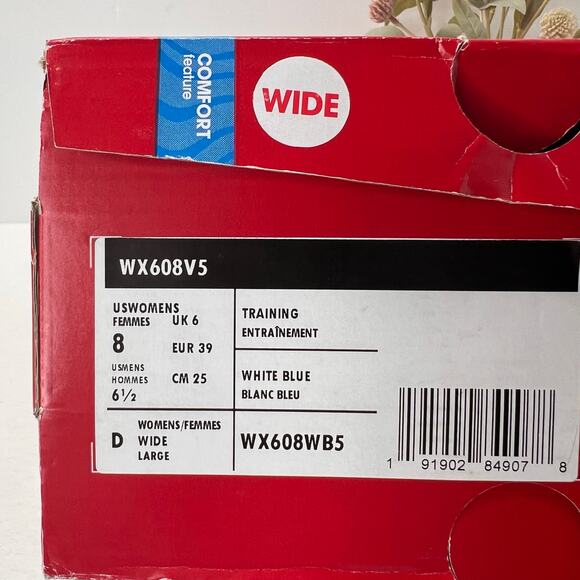 COMFORT
feature
WIDE
WX608V5
USWOMENS
FEMMES
8
UK 6
EUR 39
USMENS
HOMMES
6½
CM 25
TRAINING
ENTRAÎNEMENT
WHITE BLUE
BLANC BLEU
D
WOMENS/FEMMES
WIDE
LARGE
WX608WB5
1 91902 84907 8